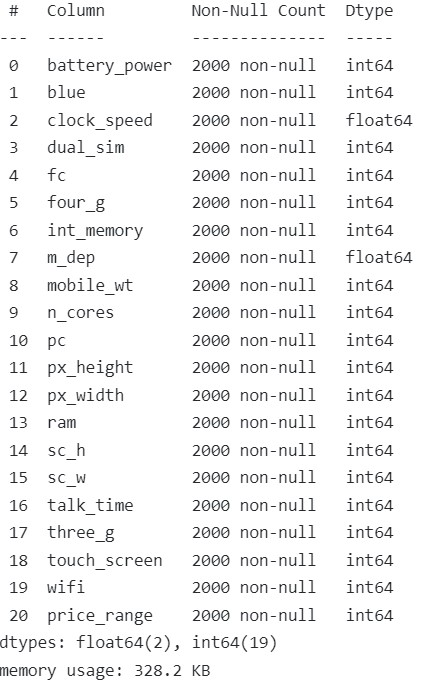 #   Column         Non-Null Count  Dtype
---  ------         --------------  -----
0   battery_power  2000 non-null   int64
1   blue           2000 non-null   int64
2   clock_speed    2000 non-null   float64
3   dual_sim       2000 non-null   int64
4   fc             2000 non-null   int64
5   four_g         2000 non-null   int64
6   int_memory     2000 non-null   int64
7   m_dep          2000 non-null   float64
8   mobile_wt      2000 non-null   int64
9   n_cores        2000 non-null   int64
10  pc             2000 non-null   int64
11  px_height      2000 non-null   int64
12  px_width       2000 non-null   int64
13  ram            2000 non-null   int64
14  sc_h           2000 non-null   int64
15  sc_w           2000 non-null   int64
16  talk_time      2000 non-null   int64
17  three_g        2000 non-null   int64
18  touch_screen   2000 non-null   int64
19  wifi           2000 non-null   int64
20  price_range    2000 non-null   int64
dtypes: float64(2), int64(19)
memory usage: 328.2 KB